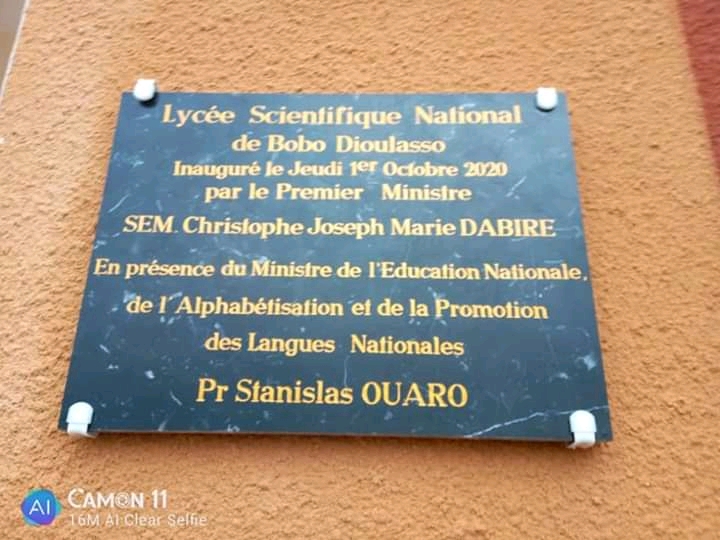 Lycée Scientifique National
de Bobo Dioulasso
Inauguré le Jeudi 1er Octobre 2020
par le Premier Ministre
SEM. Christophe Joseph Marie DABIRE
En présence du Ministre de l'Education Nationale,
de l'Alphabétisation et de la Promotion
des Langues Nationales
Pr Stanislas OUARO
AI CAMON 11
16M AI Clear Selfie